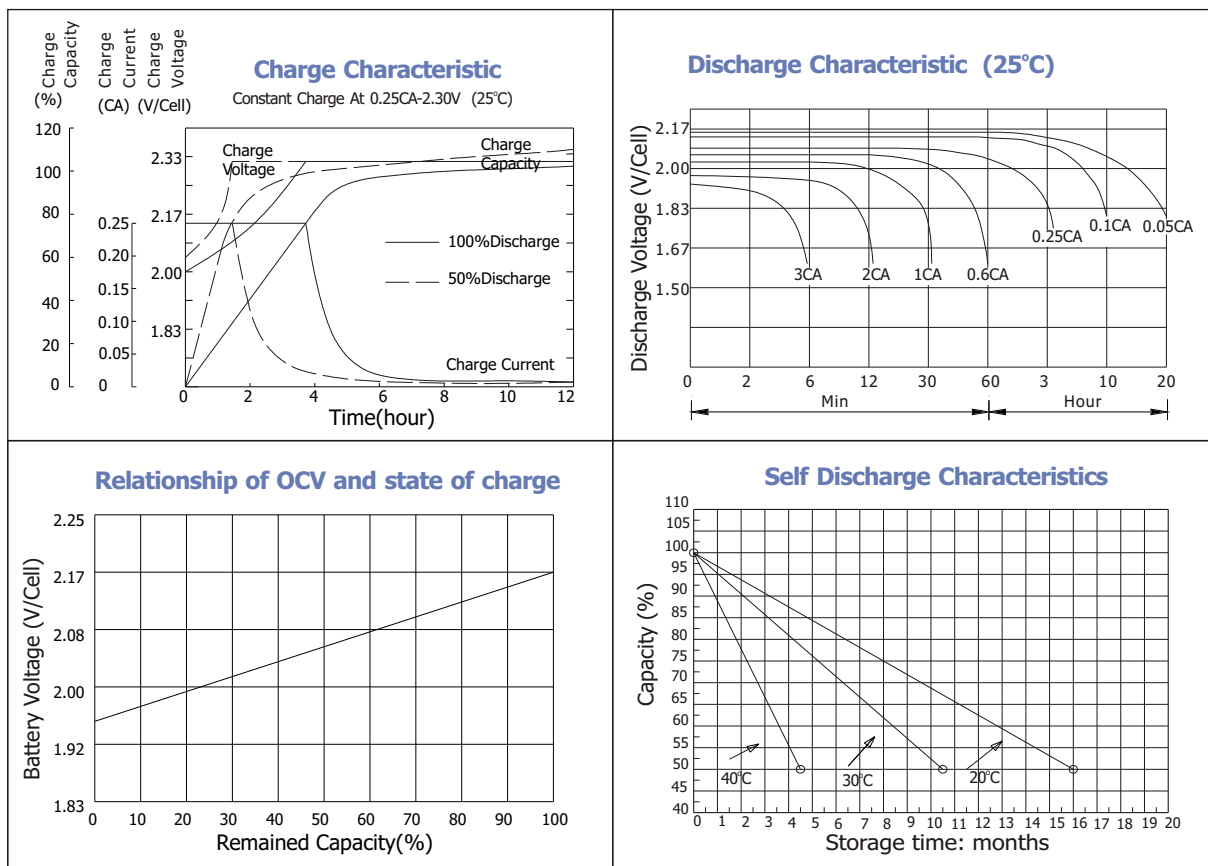 Charge Capacity
Charge Current
Charge Voltage
(%)
(CA)
(V/Cell)
Charge Characteristic
Constant Charge At 0.25CA-2.30V (25°C)
120
100
80
60
40
20
0
0.25
0.20
0.15
0.10
0.05
0
2.33
2.17
2.00
1.83
Charge Voltage
Charge Capacity
100%Discharge
50%Discharge
Charge Current
0 2 4 6 8 10 12
Time(hour)
Discharge Characteristic (25°C)
Discharge Voltage (V/Cell)
2.17
2.00
1.83
1.67
1.50
3CA 2CA 1CA 0.6CA 0.25CA 0.1CA 0.05CA
0 2 6 12 30 60 3 10 20
Min Hour
Relationship of OCV and state of charge
Battery Voltage (V/Cell)
2.25
2.17
2.08
2.00
1.92
1.83
0 10 20 30 40 50 60 70 80 90 100
Remained Capacity(%)
Self Discharge Characteristics
Capacity (%)
110
105
100
95
90
85
80
75
70
65
60
55
50
45
40
40°C 30°C 20°C
0 1 2 3 4 5 6 7 8 9 10 11 12 13 14 15 16 17 18 19 20
Storage time: months